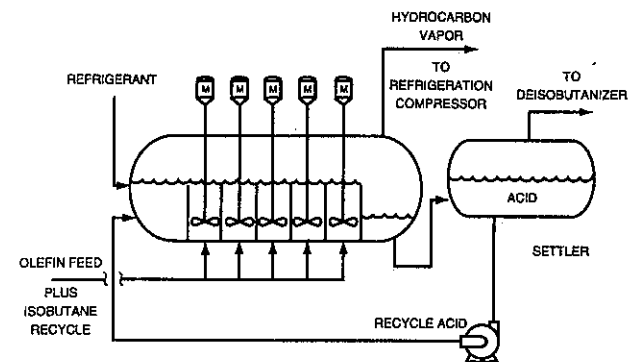 HYDROCARBON
VAPOR
TO
REFRIGERATION
COMPRESSOR
REFRIGERANT
M
M
M
M
M
TO
DEISOBUTANIZER
ACID
SETTLER
OLEFIN FEED
PLUS
ISOBUTANE
RECYCLE
RECYCLE ACID